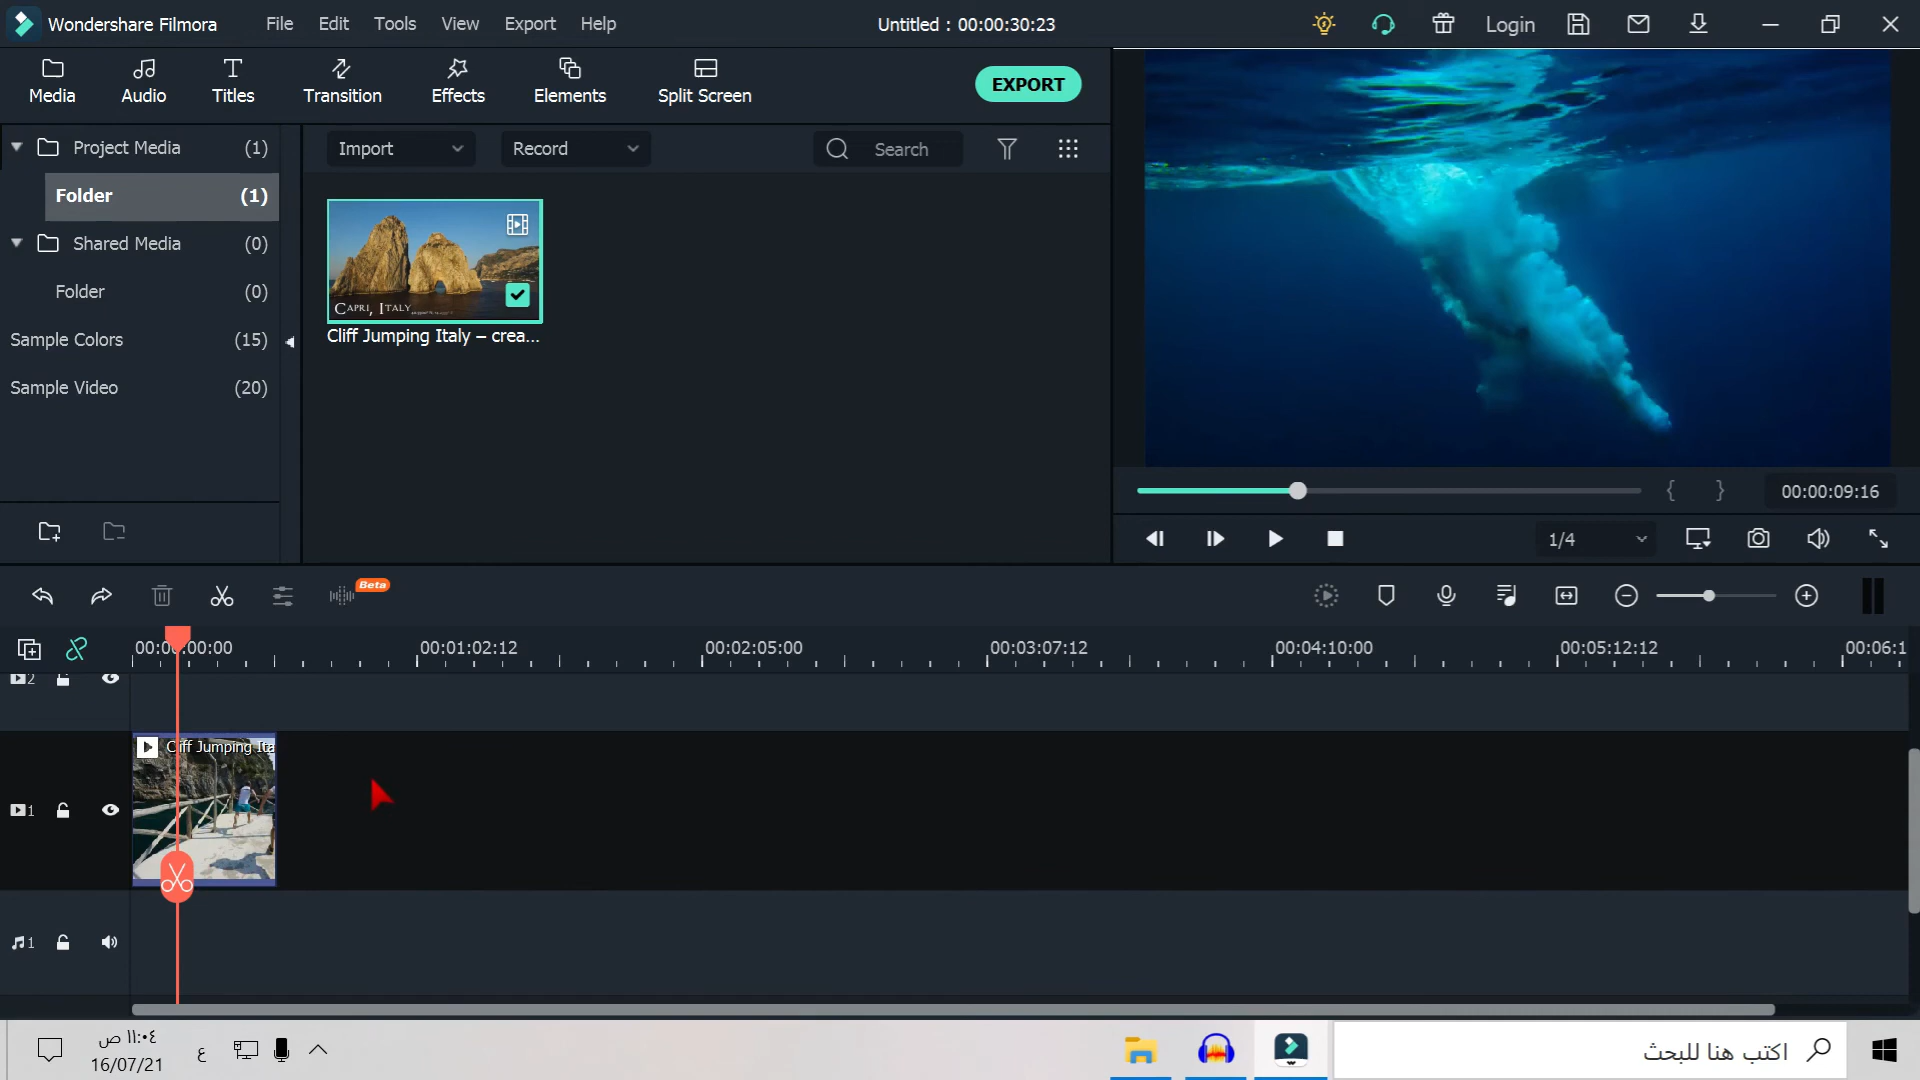 Wondershare Filmora File Edit Tools View Export Help Untitled : 00:00:30:23 Login
Media Audio Titles Transition Effects Elements Split Screen EXPORT
Project Media (1)
Folder (1)
Shared Media (0)
Folder (0)
Sample Colors (15)
Sample Video (20)
Import Record Search
CAPRI, ITALY
Cliff Jumping Italy – crea...
00:00:09:16
1/4
Beta
00:00:00:00 00:01:02:12 00:02:05:00 00:03:07:12 00:04:10:00 00:05:12:12 00:06:1
2
Cliff Jumping Ita
1
1
١١:٠٤ ص
16/07/21
ع
اكتب هنا للبحث